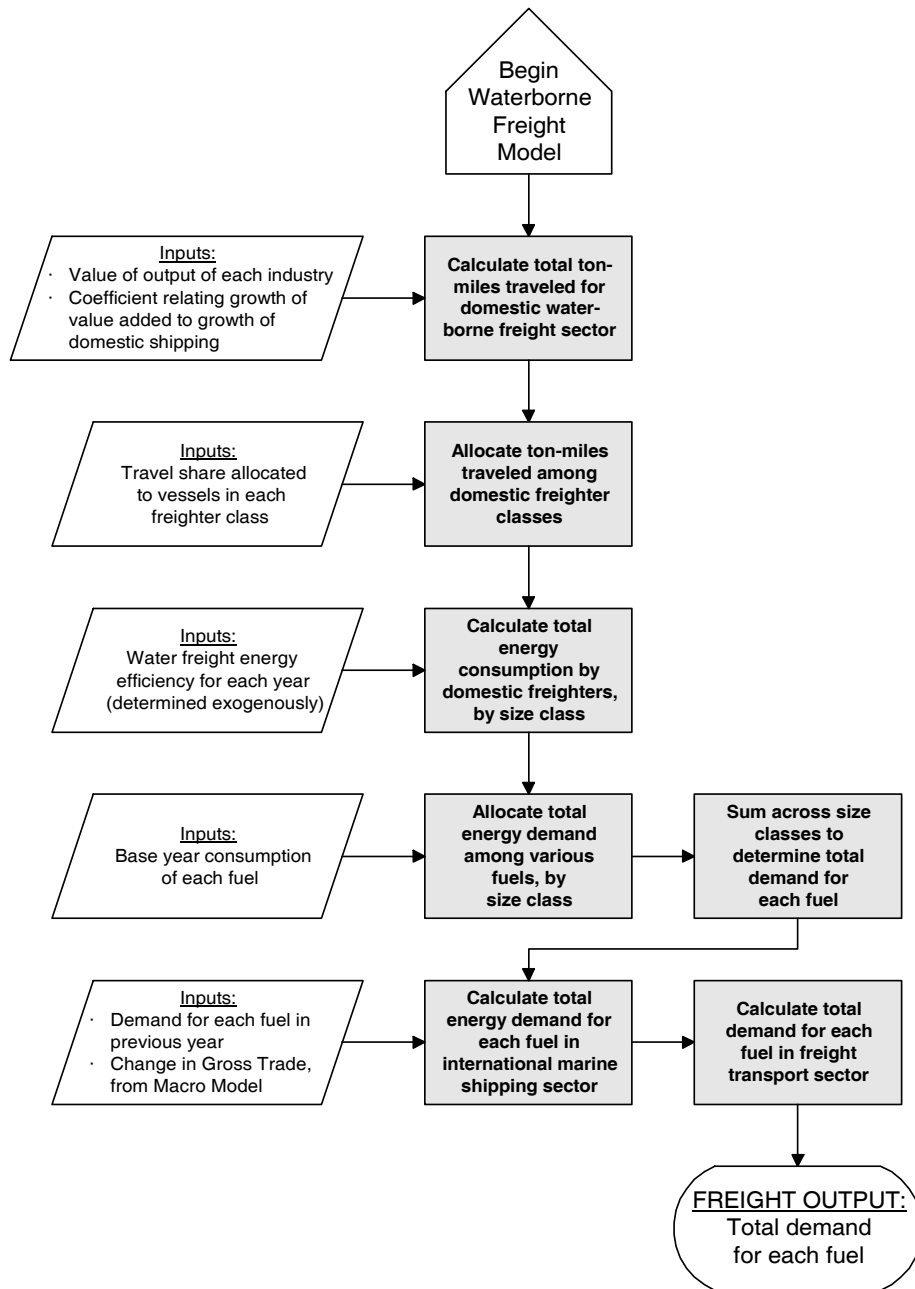 Begin
Waterborne
Freight
Model
Inputs:
· Value of output of each industry
· Coefficient relating growth of
value added to growth of
domestic shipping
Calculate total ton-
miles traveled for
domestic water-
borne freight sector
Inputs:
Travel share allocated
to vessels in each
freighter class
Allocate ton-miles
traveled among
domestic freighter
classes
Inputs:
Water freight energy
efficiency for each year
(determined exogenously)
Calculate total
energy
consumption by
domestic freighters,
by size class
Inputs:
Base year consumption
of each fuel
Allocate total
energy demand
among various
fuels, by
size class
Sum across size
classes to
determine total
demand for
each fuel
Inputs:
· Demand for each fuel in
previous year
· Change in Gross Trade,
from Macro Model
Calculate total
energy demand for
each fuel in
international marine
shipping sector
Calculate total
demand for each
fuel in freight
transport sector
FREIGHT OUTPUT:
Total demand
for each fuel